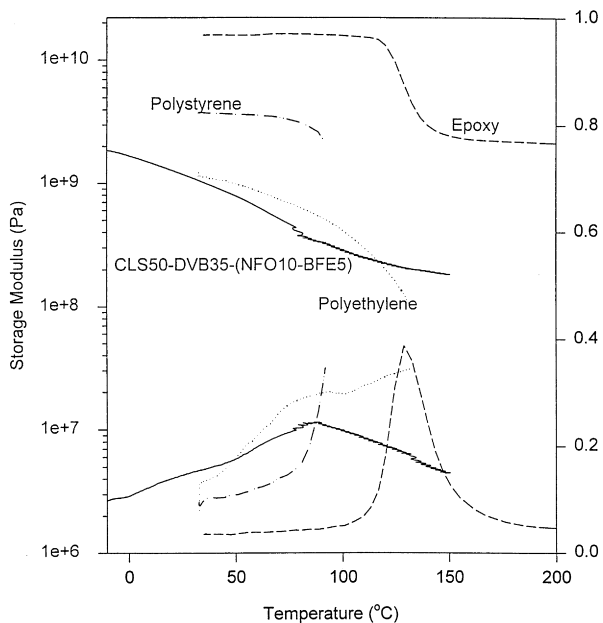 1e+10
1e+9
1e+8
1e+7
1e+6
Storage Modulus (Pa)
1.0
0.8
0.6
0.4
0.2
0.0
Polystyrene
Epoxy
CLS50-DVB35-(NFO10-BFE5)
Polyethylene
0
50
100
150
200
Temperature (°C)